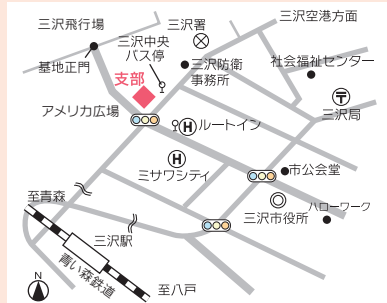 三沢飛行場
三沢署
三沢空港方面
三沢中央
バス停
基地正門
支部
三沢防衛
事務所
社会福祉センター
三沢局
アメリカ広場
H ルートイン
H
ミサワシティ
市公会堂
三沢市役所
ハローワーク
至青森
三沢駅
青い森鉄道
至八戸
N